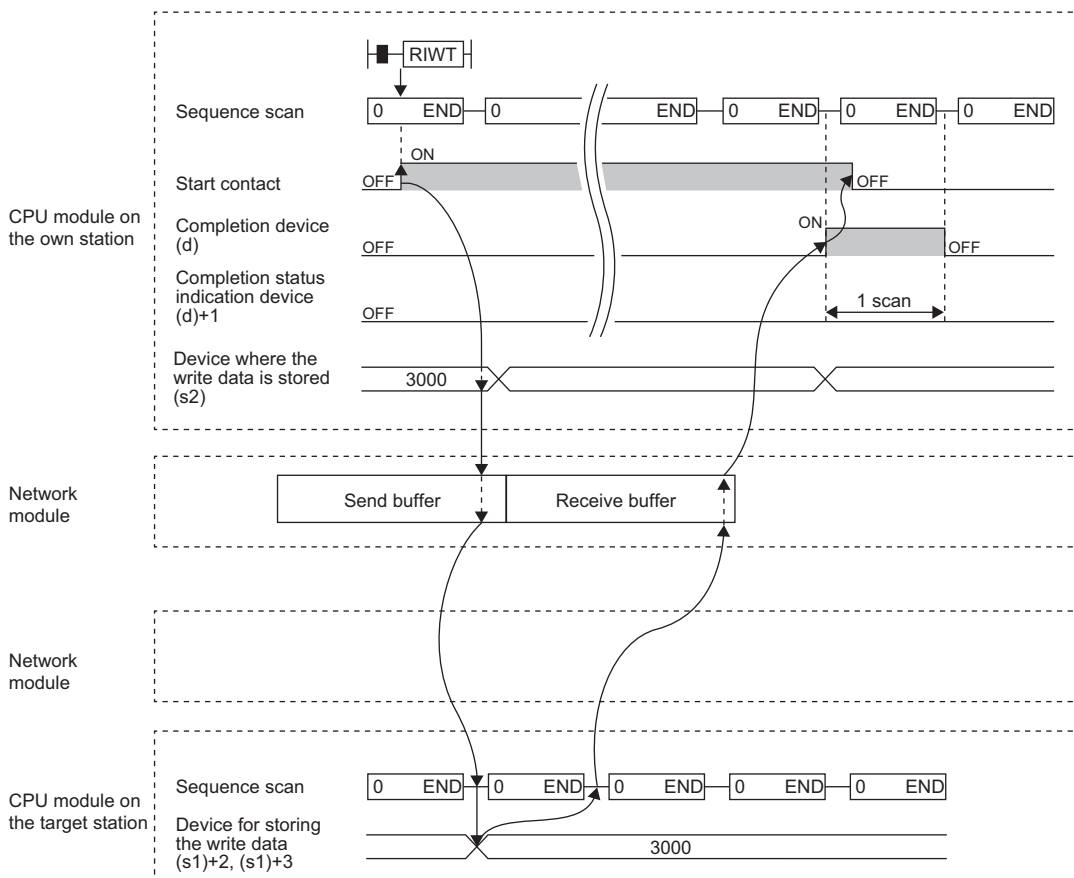 RIWT
Sequence scan
0 END 0 END 0 END 0 END 0 END
ON
Start contact
OFF
OFF
CPU module on
the own station
Completion device
(d)
ON
OFF
OFF
Completion status
indication device
(d)+1
OFF
1 scan
Device where the
write data is stored
(s2)
3000
Network
module
Send buffer
Receive buffer
Network
module
CPU module on
the target station
Sequence scan
0 END 0 END 0 END 0 END 0 END
Device for storing
the write data
(s1)+2, (s1)+3
3000